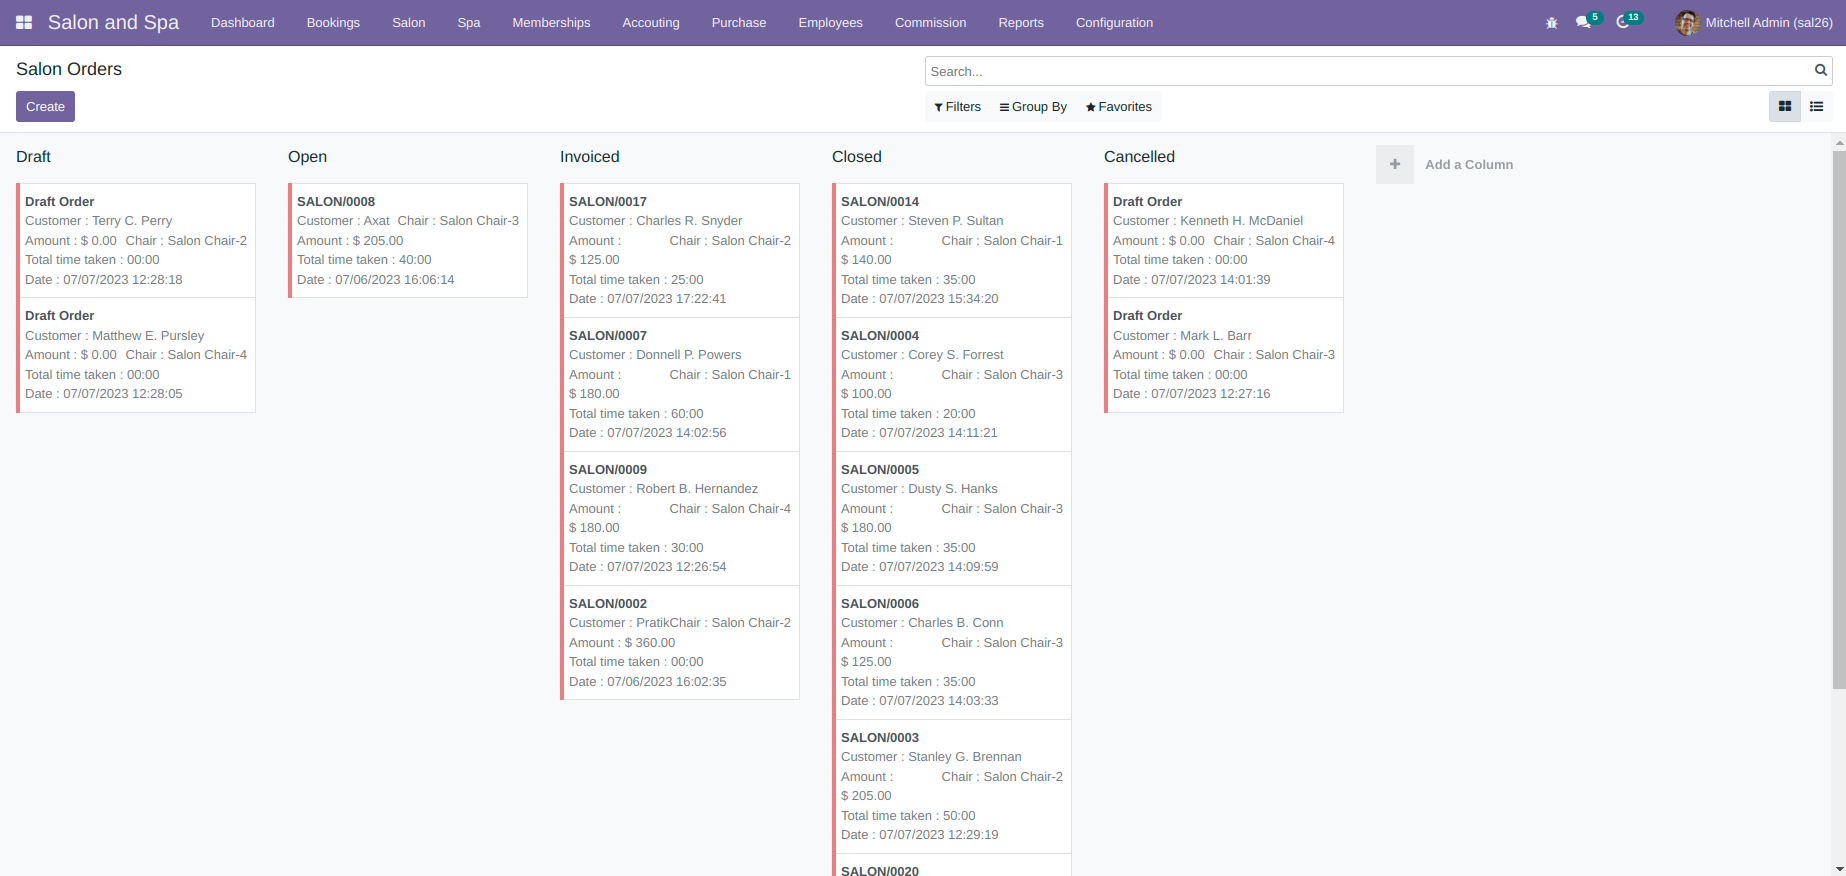 Salon and Spa Dashboard Bookings Salon Spa Memberships Accouting Purchase Employees Commission Reports Configuration 5 13 Mitchell Admin (sal26)
Salon Orders
Search...
Create
Filters Group By Favorites
Draft
Draft Order
Customer : Terry C. Perry
Amount : $ 0.00 Chair : Salon Chair-2
Total time taken : 00:00
Date : 07/07/2023 12:28:18
Draft Order
Customer : Matthew E. Pursley
Amount : $ 0.00 Chair : Salon Chair-4
Total time taken : 00:00
Date : 07/07/2023 12:28:05
Open
SALON/0008
Customer : Axat Chair : Salon Chair-3
Amount : $ 205.00
Total time taken : 40:00
Date : 07/06/2023 16:06:14
Invoiced
SALON/0017
Customer : Charles R. Snyder
Amount : Chair : Salon Chair-2
$ 125.00
Total time taken : 25:00
Date : 07/07/2023 17:22:41
SALON/0007
Customer : Donnell P. Powers
Amount : Chair : Salon Chair-1
$ 180.00
Total time taken : 60:00
Date : 07/07/2023 14:02:56
SALON/0009
Customer : Robert B. Hernandez
Amount : Chair : Salon Chair-4
$ 180.00
Total time taken : 30:00
Date : 07/07/2023 12:26:54
SALON/0002
Customer : PratikChair : Salon Chair-2
Amount : $ 360.00
Total time taken : 00:00
Date : 07/06/2023 16:02:35
Closed
SALON/0014
Customer : Steven P. Sultan
Amount : Chair : Salon Chair-1
$ 140.00
Total time taken : 35:00
Date : 07/07/2023 15:34:20
SALON/0004
Customer : Corey S. Forrest
Amount : Chair : Salon Chair-3
$ 100.00
Total time taken : 20:00
Date : 07/07/2023 14:11:21
SALON/0005
Customer : Dusty S. Hanks
Amount : Chair : Salon Chair-3
$ 180.00
Total time taken : 35:00
Date : 07/07/2023 14:09:59
SALON/0006
Customer : Charles B. Conn
Amount : Chair : Salon Chair-3
$ 125.00
Total time taken : 35:00
Date : 07/07/2023 14:03:33
SALON/0003
Customer : Stanley G. Brennan
Amount : Chair : Salon Chair-2
$ 205.00
Total time taken : 50:00
Date : 07/07/2023 12:29:19
SALON/0020
Cancelled
Draft Order
Customer : Kenneth H. McDaniel
Amount : $ 0.00 Chair : Salon Chair-4
Total time taken : 00:00
Date : 07/07/2023 14:01:39
Draft Order
Customer : Mark L. Barr
Amount : $ 0.00 Chair : Salon Chair-3
Total time taken : 00:00
Date : 07/07/2023 12:27:16
Add a Column